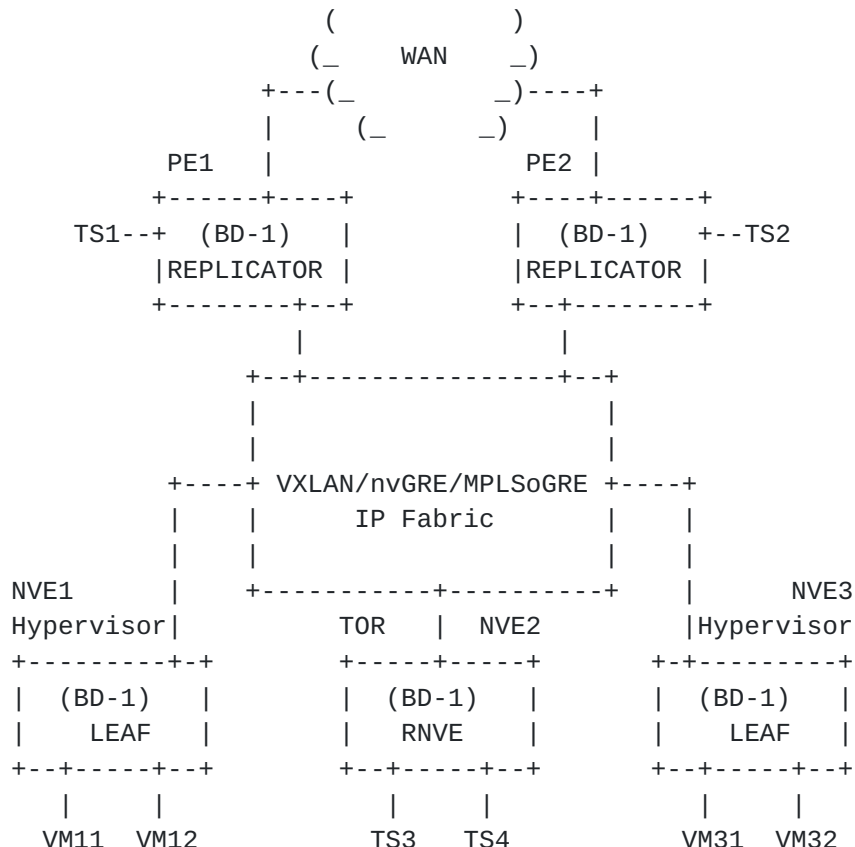 WAN
PE1 PE2
TS1 (BD-1) (BD-1) TS2
REPLICATOR REPLICATOR
VXLAN/nvGRE/MPLSoGRE
IP Fabric
NVE1 NVE3
Hypervisor TOR NVE2 Hypervisor
(BD-1) (BD-1) (BD-1)
LEAF RNVE LEAF
VM11 VM12 TS3 TS4 VM31 VM32